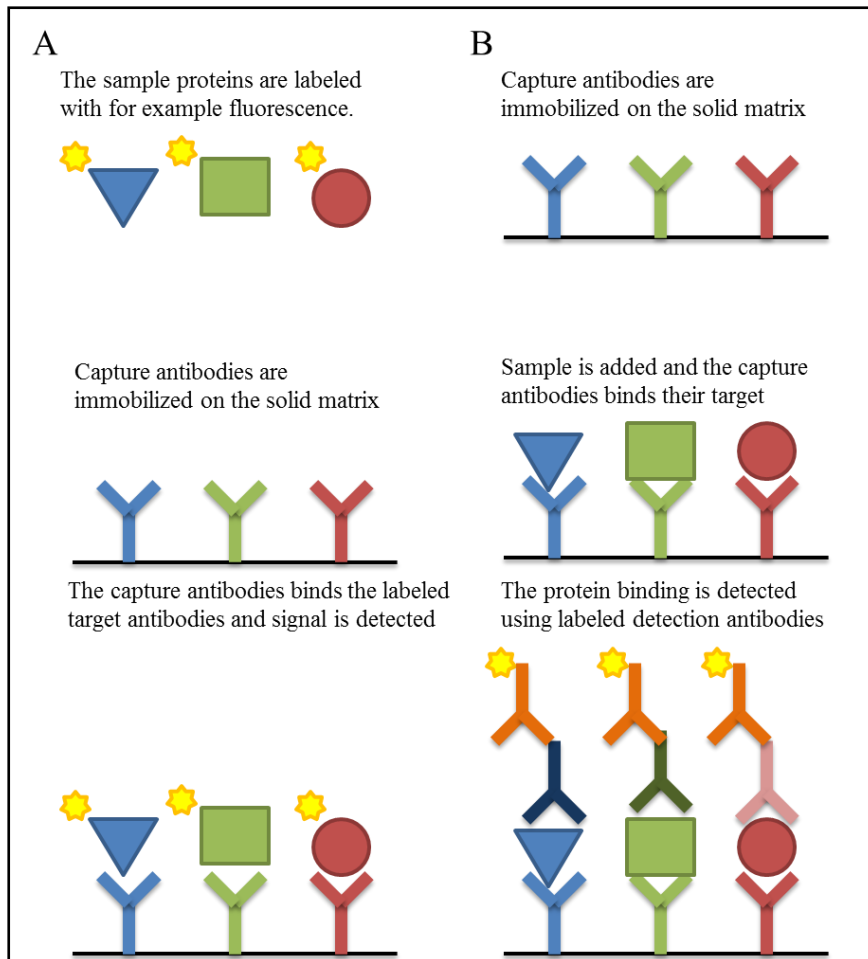 A
The sample proteins are labeled
with for example fluorescence.
Capture antibodies are
immobilized on the solid matrix
The capture antibodies binds the labeled
target antibodies and signal is detected
B
Capture antibodies are
immobilized on the solid matrix
Sample is added and the capture
antibodies binds their target
The protein binding is detected
using labeled detection antibodies